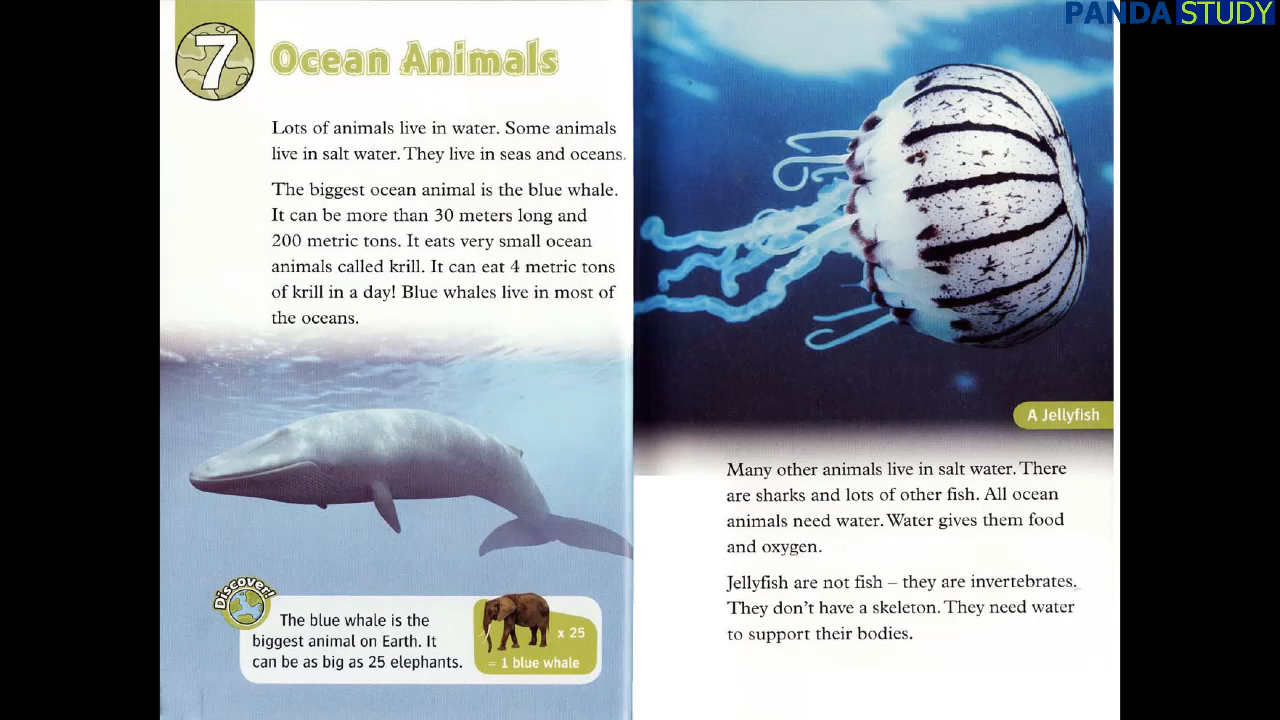 PANDA STUDY
7
Ocean Animals
Lots of animals live in water. Some animals
live in salt water. They live in seas and oceans.
The biggest ocean animal is the blue whale.
It can be more than 30 meters long and
200 metric tons. It eats very small ocean
animals called krill. It can eat 4 metric tons
of krill in a day! Blue whales live in most of
the oceans.
Discover!
The blue whale is the
biggest animal on Earth. It
can be as big as 25 elephants.
x 25
= 1 blue whale
A Jellyfish
Many other animals live in salt water. There
are sharks and lots of other fish. All ocean
animals need water. Water gives them food
and oxygen.
Jellyfish are not fish – they are invertebrates.
They don't have a skeleton. They need water
to support their bodies.